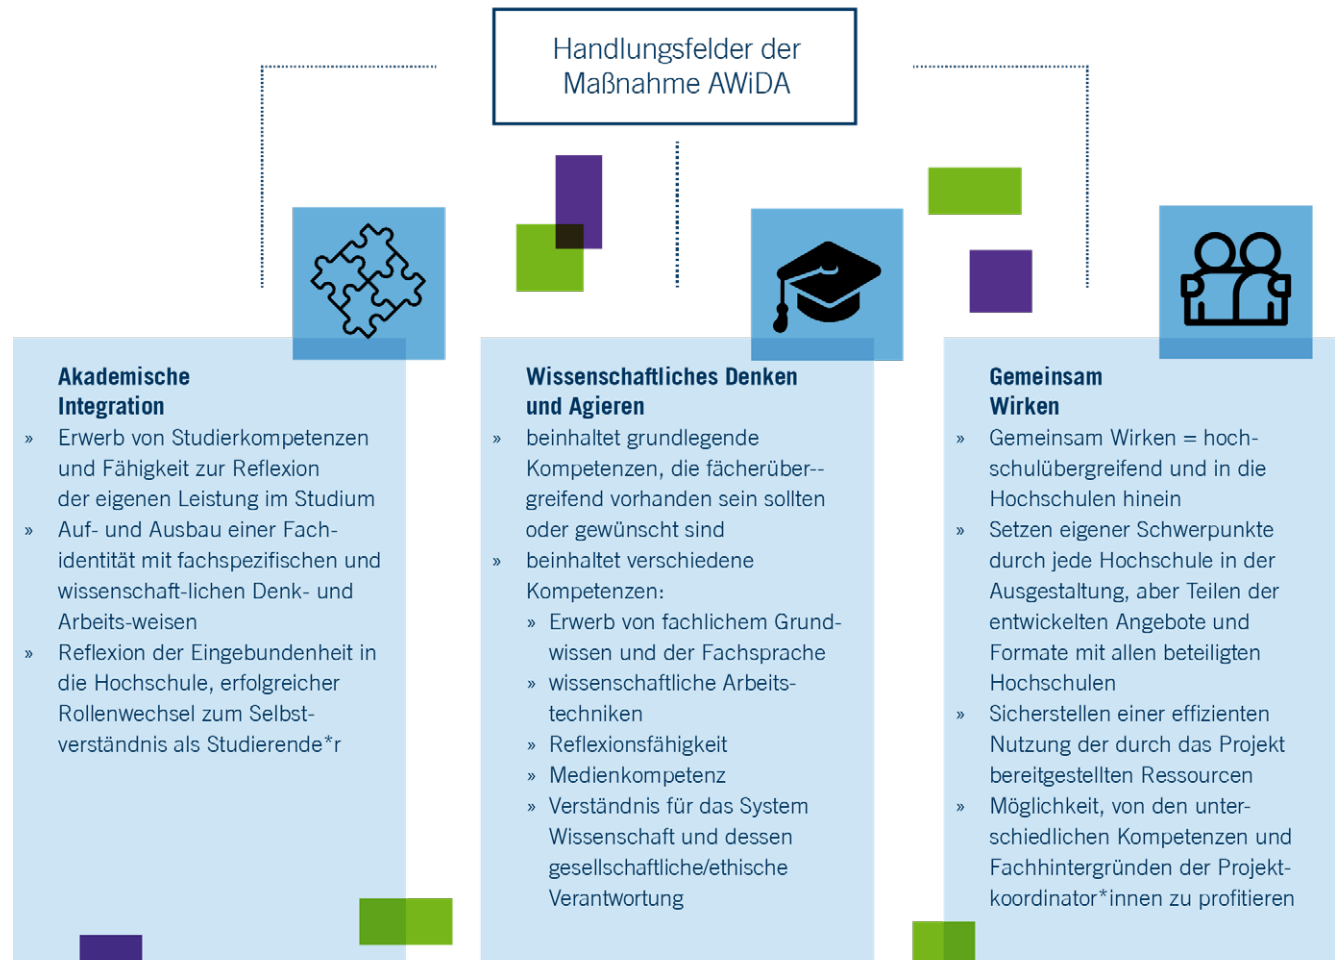 Handlungsfelder der
Maßnahme AWiDA
Akademische
Integration
» Erwerb von Studierkompetenzen
und Fähigkeit zur Reflexion
der eigenen Leistung im Studium
» Auf- und Ausbau einer Fach-
identität mit fachspezifischen und
wissenschaft-lichen Denk- und
Arbeits-weisen
» Reflexion der Eingebundenheit in
die Hochschule, erfolgreicher
Rollenwechsel zum Selbst-
verständnis als Studierende*r
Wissenschaftliches Denken
und Agieren
» beinhaltet grundlegende
Kompetenzen, die fächerüber--
greifend vorhanden sein sollten
oder gewünscht sind
» beinhaltet verschiedene
Kompetenzen:
» Erwerb von fachlichem Grund-
wissen und der Fachsprache
» wissenschaftliche Arbeits-
techniken
» Reflexionsfähigkeit
» Medienkompetenz
» Verständnis für das System
Wissenschaft und dessen
gesellschaftliche/ethische
Verantwortung
Gemeinsam
Wirken
» Gemeinsam Wirken = hoch-
schulübergreifend und in die
Hochschulen hinein
» Setzen eigener Schwerpunkte
durch jede Hochschule in der
Ausgestaltung, aber Teilen der
entwickelten Angebote und
Formate mit allen beteiligten
Hochschulen
» Sicherstellen einer effizienten
Nutzung der durch das Projekt
bereitgestellten Ressourcen
» Möglichkeit, von den unter-
schiedlichen Kompetenzen und
Fachhintergründen der Projekt-
koordinator*innen zu profitieren